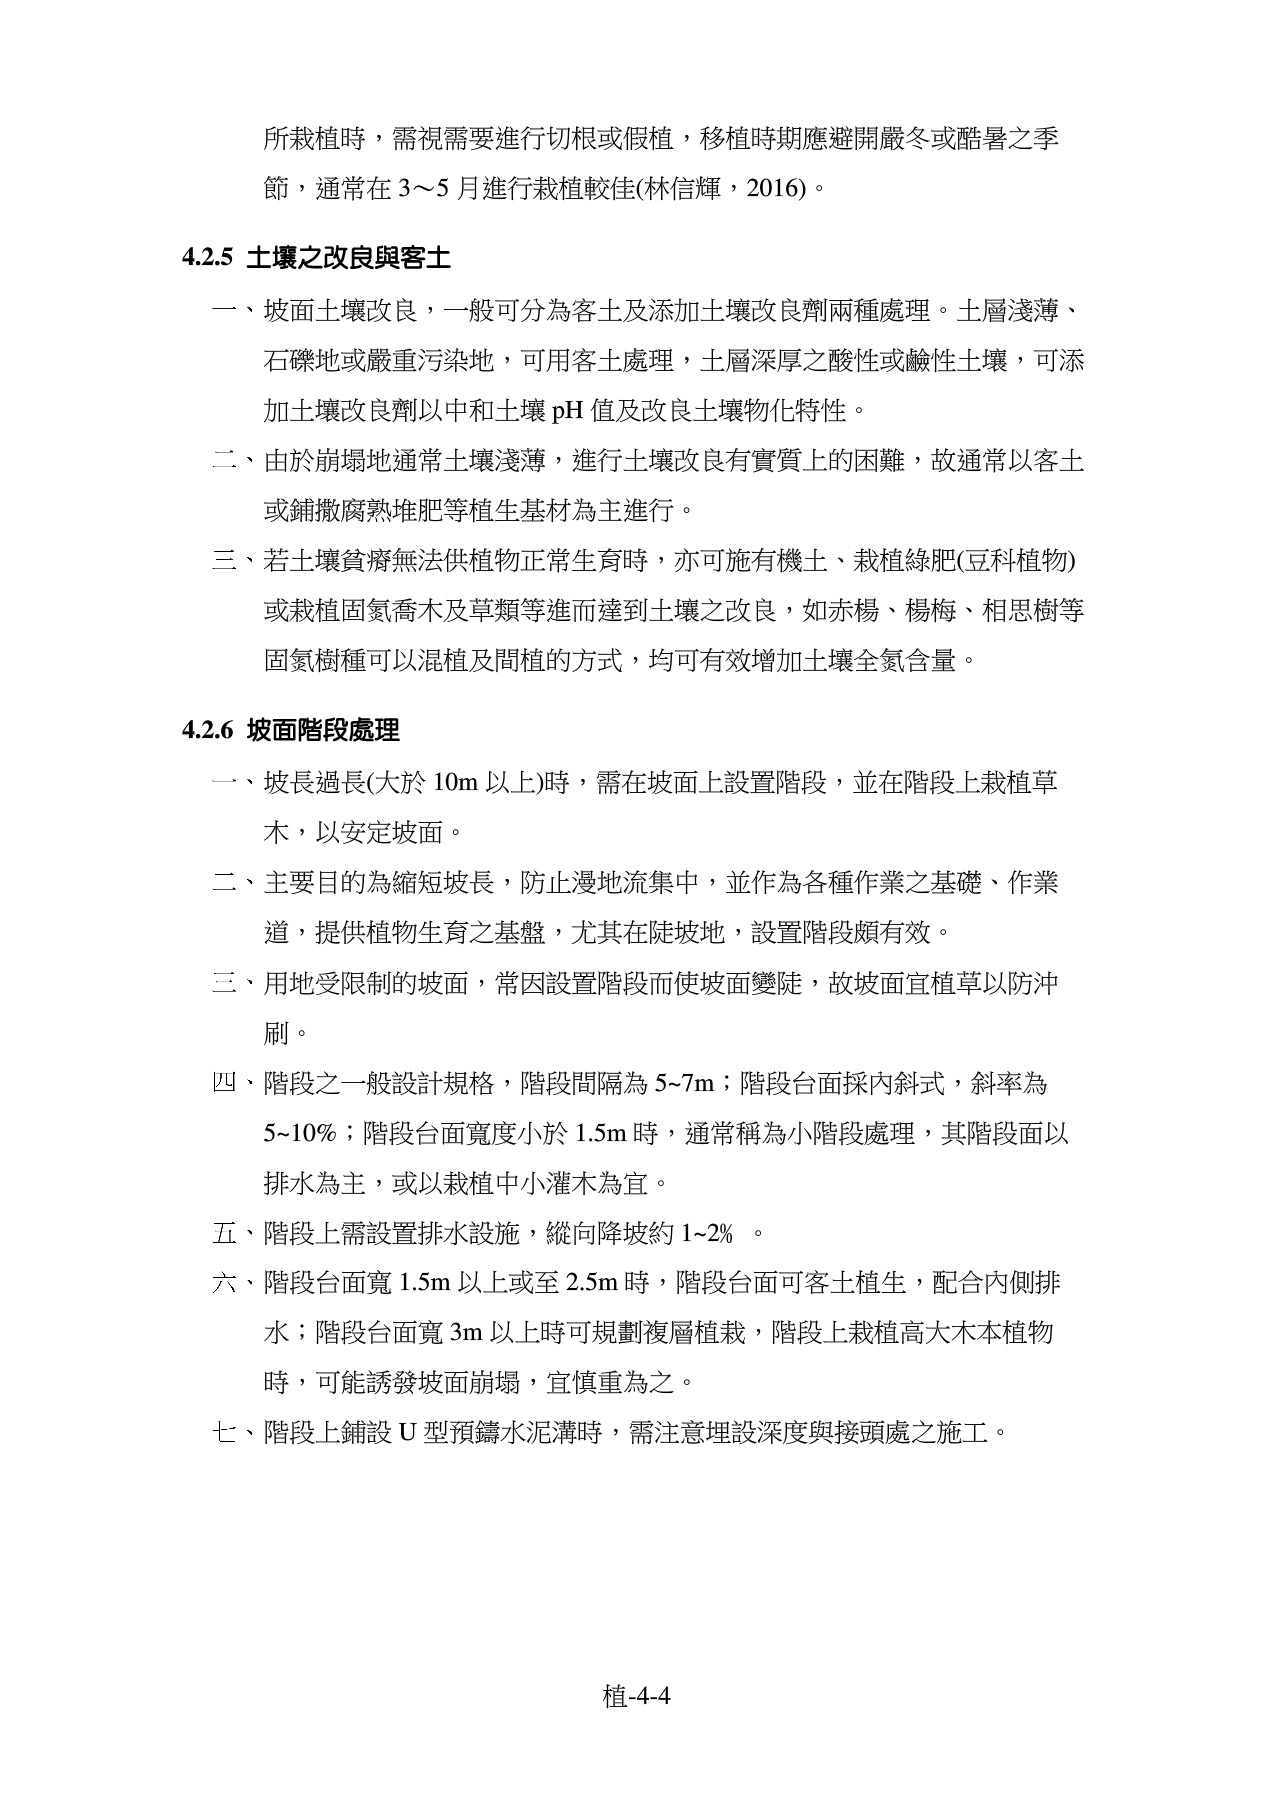 所栽植時，需視需要進行切根或假植，移植時期應避開嚴冬或酷暑之季
節，通常在 3～5 月進行栽植較佳(林信輝，2016)。
4.2.5 土壤之改良與客土
一、坡面土壤改良，一般可分為客土及添加土壤改良劑兩種處理。土層淺薄、
石礫地或嚴重污染地，可用客土處理，土層深厚之酸性或鹼性土壤，可添
加土壤改良劑以中和土壤 pH 值及改良土壤物化特性。
二、由於崩塌地通常土壤淺薄，進行土壤改良有實質上的困難，故通常以客土
或鋪撒腐熟堆肥等植生基材為主進行。
三、若土壤貧瘠無法供植物正常生育時，亦可施有機土、栽植綠肥(豆科植物)
或栽植固氮喬木及草類等進而達到土壤之改良，如赤楊、楊梅、相思樹等
固氮樹種可以混植及間植的方式，均可有效增加土壤全氮含量。
4.2.6 坡面階段處理
一、坡長過長(大於 10m 以上)時，需在坡面上設置階段，並在階段上栽植草
木，以安定坡面。
二、主要目的為縮短坡長，防止漫地流集中，並作為各種作業之基礎、作業
道，提供植物生育之基盤，尤其在陡坡地，設置階段頗有效。
三、用地受限制的坡面，常因設置階段而使坡面變陡，故坡面宜植草以防沖
刷。
四、階段之一般設計規格，階段間隔為 5~7m；階段台面採內斜式，斜率為
5~10%；階段台面寬度小於 1.5m 時，通常稱為小階段處理，其階段面以
排水為主，或以栽植中小灌木為宜。
五、階段上需設置排水設施，縱向降坡約 1~2% 。
六、階段台面寬 1.5m 以上或至 2.5m 時，階段台面可客土植生，配合內側排
水；階段台面寬 3m 以上時可規劃複層植栽，階段上栽植高大木本植物
時，可能誘發坡面崩塌，宜慎重為之。
七、階段上鋪設 U 型預鑄水泥溝時，需注意埋設深度與接頭處之施工。
植-4-4